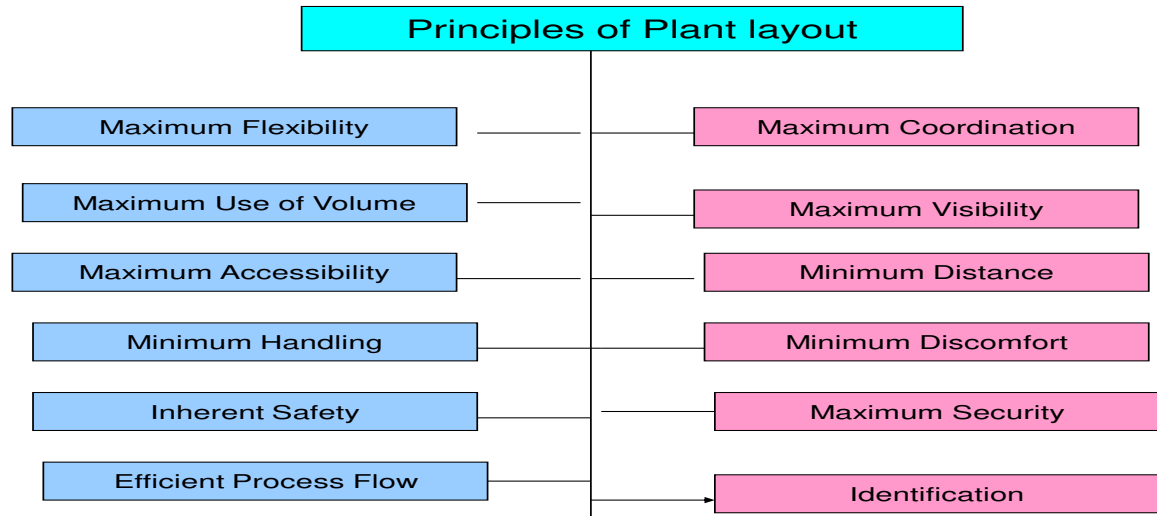 Principles of Plant layout
Maximum Flexibility
Maximum Coordination
Maximum Use of Volume
Maximum Visibility
Maximum Accessibility
Minimum Distance
Minimum Handling
Minimum Discomfort
Inherent Safety
Maximum Security
Efficient Process Flow
Identification